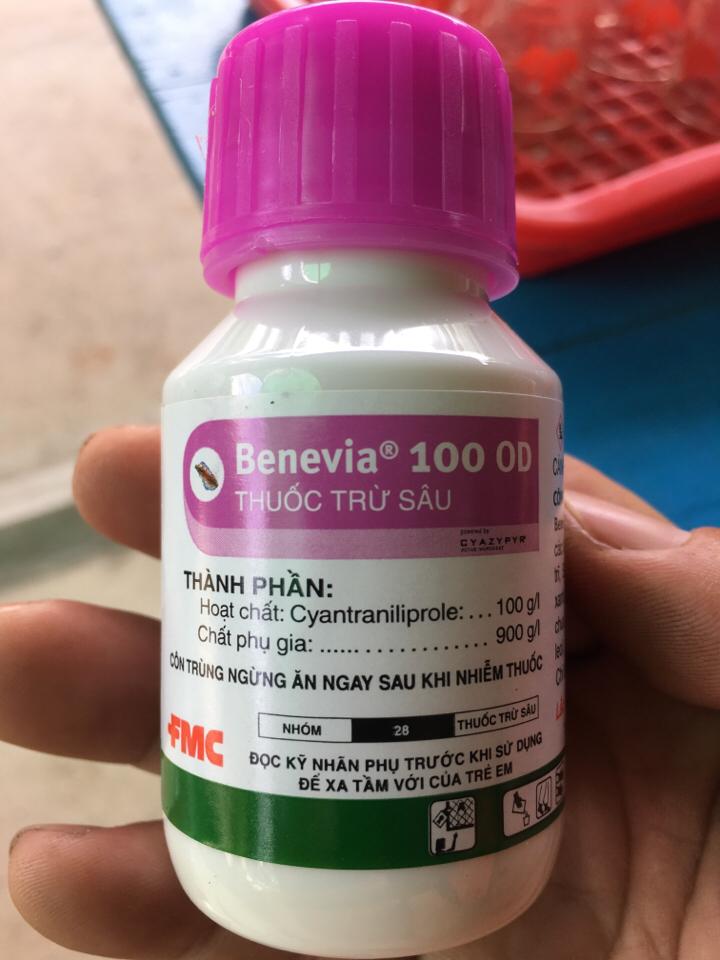 Benevia® 100 OD
THUỐC TRỪ SÂU
powered by
CYAZYPYR®
THÀNH PHẦN:
Hoạt chất: Cyantraniliprole:... 100 g/l
Chất phụ gia: ...... . . . . . . . . . . . . . 900 g/l
CÔN TRÙNG NGỪNG ĂN NGAY SAU KHI NHIỄM THUỐC
NHÓM 28 THUỐC TRỪ SÂU
FMC
ĐỌC KỸ NHÃN PHỤ TRƯỚC KHI SỬ DỤNG
ĐỂ XA TẦM VỚI CỦA TRẺ EM